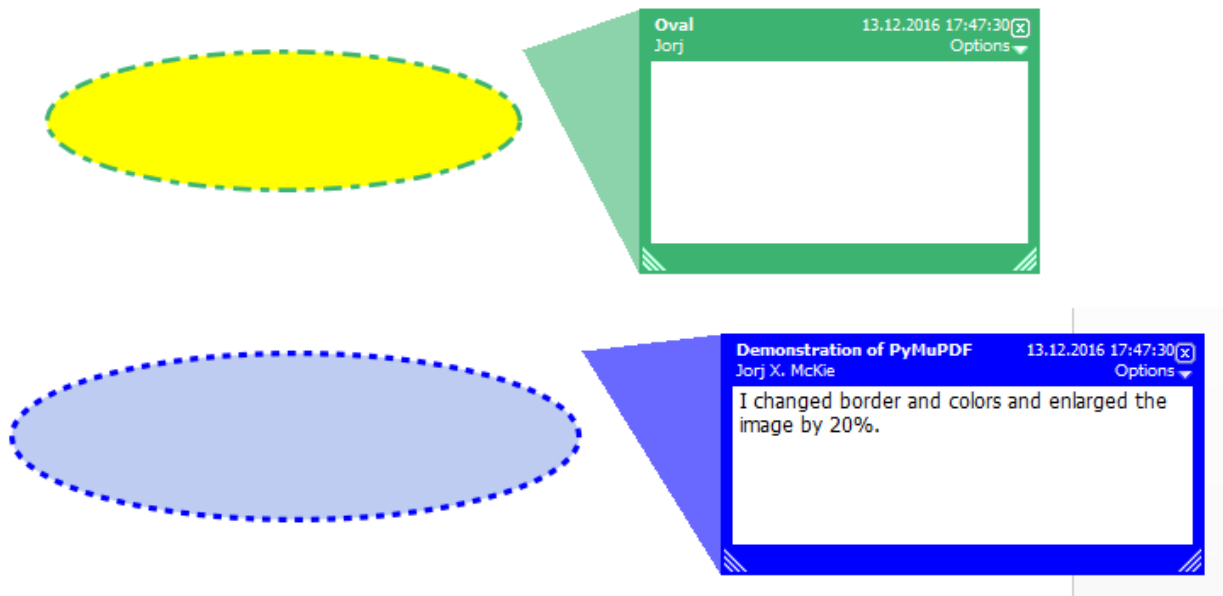 Oval 13.12.2016 17:47:30
Jorj Options
Demonstration of PyMuPDF 13.12.2016 17:47:30
Jorj X. McKie Options
I changed border and colors and enlarged the
image by 20%.